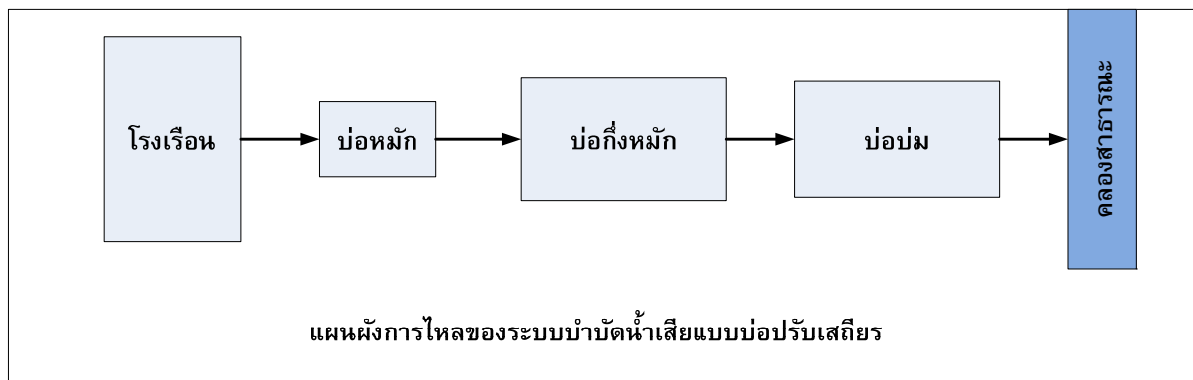 โรงเรือน
บ่อหมัก
บ่อกึ่งหมัก
บ่อบ่ม
คลองสาธารณะ
แผนผังการไหลของระบบบำบัดน้ำเสียแบบบ่อปรับเสถียร